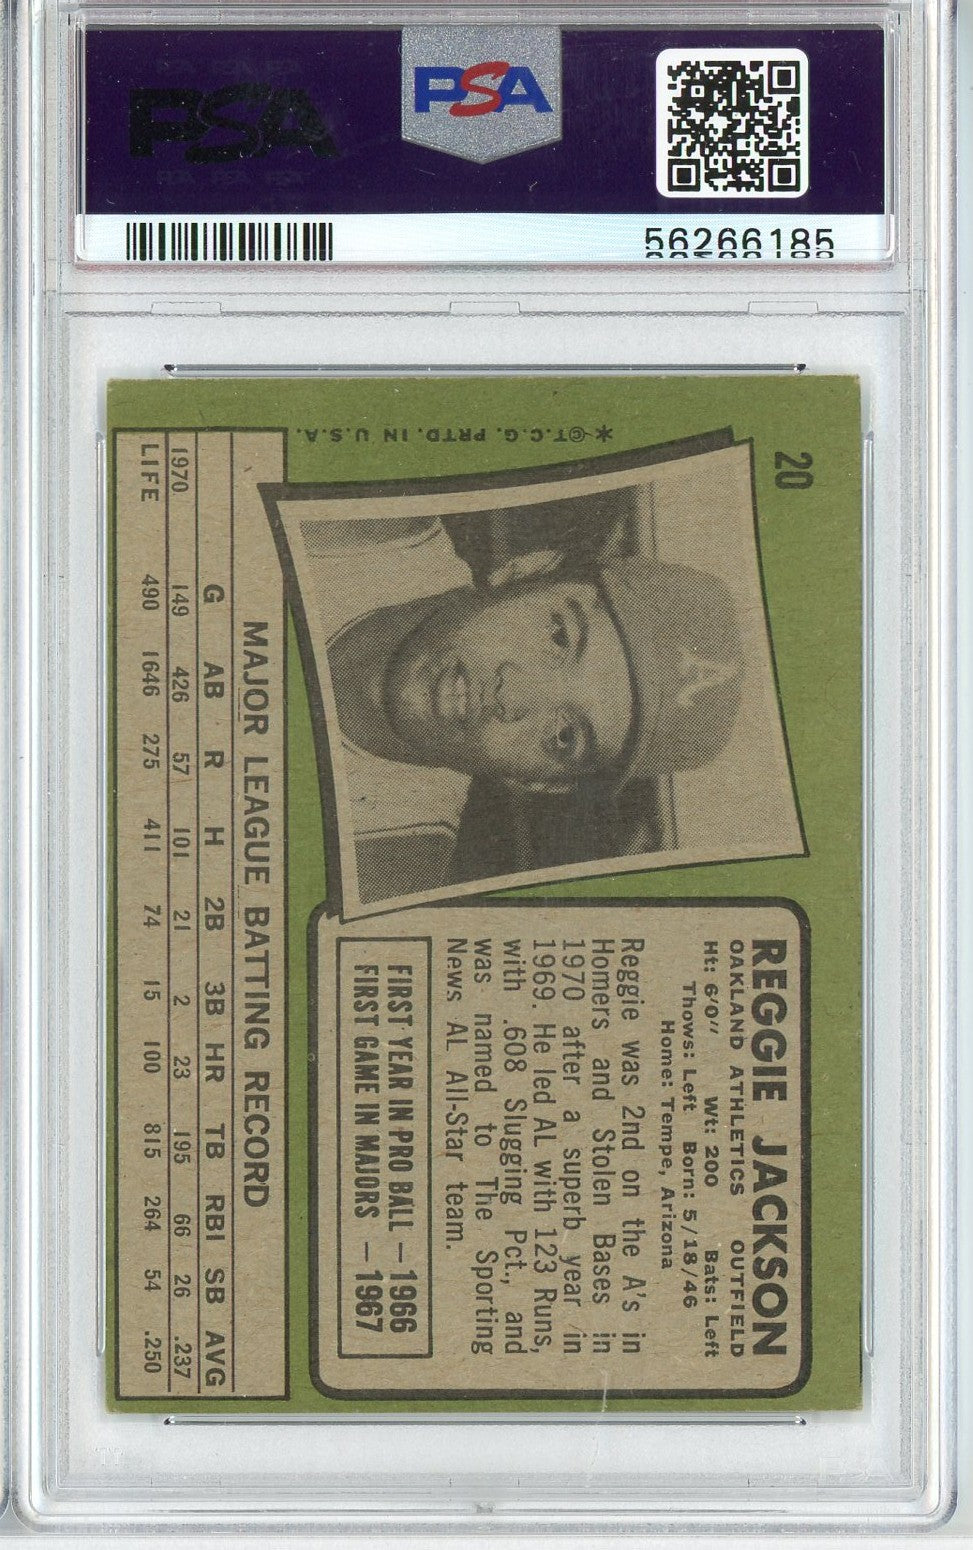 PSA
PSA
56266185
20
*©T.C.G. PRTD. IN U.S.A.
REGGIE JACKSON
OAKLAND ATHLETICS OUTFIELD
Ht: 6'0" Wt: 200 Bats: Left
Thows: Left Born: 5/18/46
Home: Tempe, Arizona
Reggie was 2nd on the A's in
Homers and Stolen Bases in
1970 after a superb year in
1969. He led AL with 123 Runs,
with .608 Slugging Pct., and
was named to The Sporting
News AL All-Star team.
FIRST YEAR IN PRO BALL — 1966
FIRST GAME IN MAJORS — 1967
A
MAJOR LEAGUE BATTING RECORD
G AB R H 2B 3B HR TB RBI SB AVG
1970 149 426 57 101 21 2 23 195 66 26 .237
LIFE 490 1646 275 411 74 15 100 815 264 54 .250